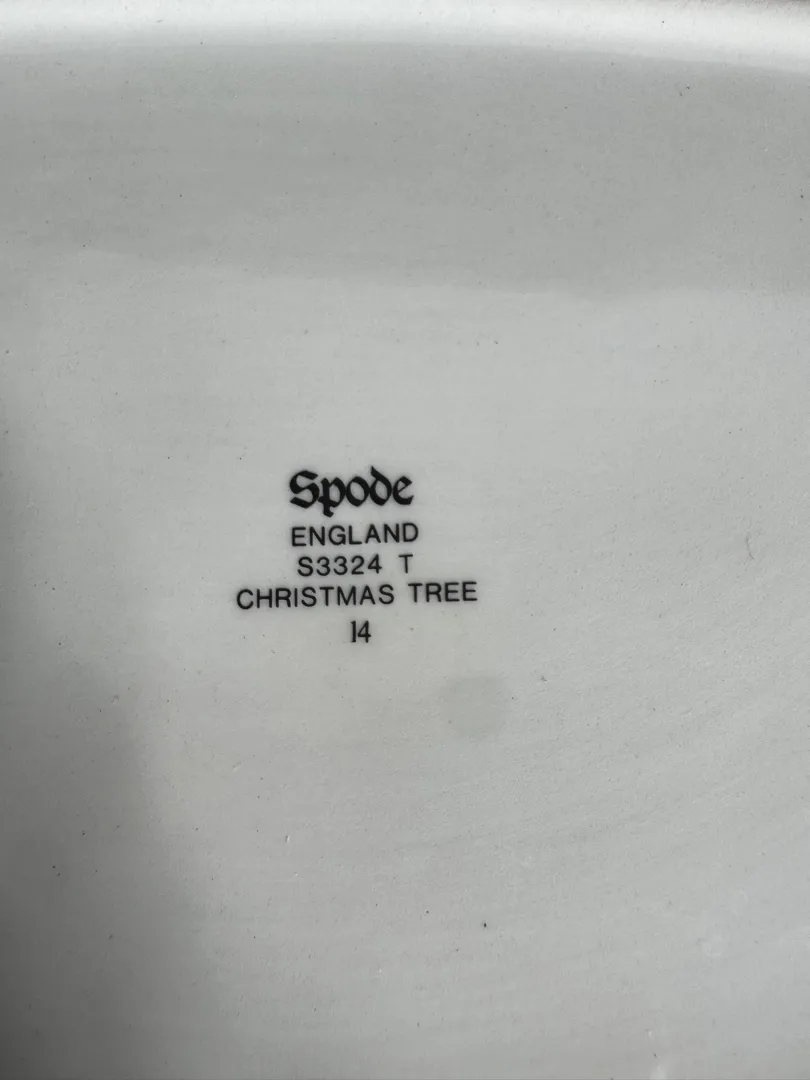 Spode
ENGLAND
S3324 T
CHRISTMAS TREE
14